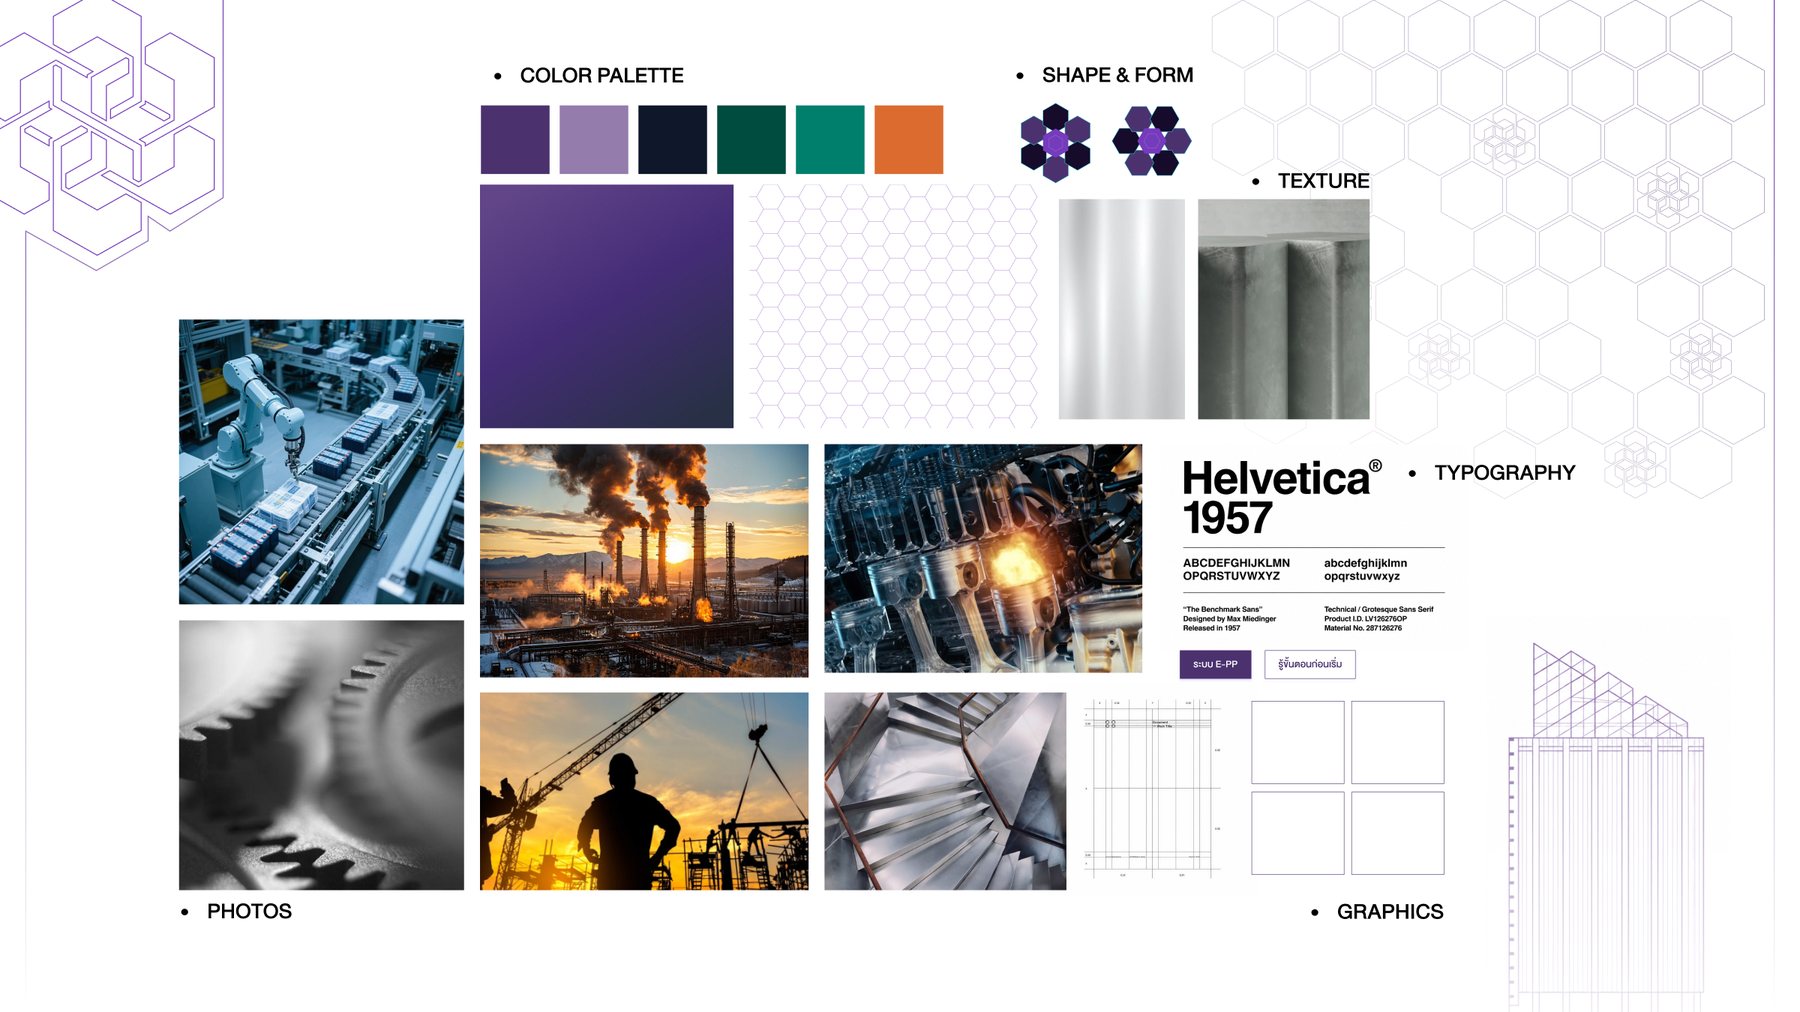 COLOR PALETTE
SHAPE & FORM
TEXTURE
Helvetica®
1957
TYPOGRAPHY
ABCDEFGHIJKLMN
OPQRSTUVWXYZ
abcdefghijklmn
opqrstuvwxyz
“The Benchmark Sans”
Designed by Max Miedinger
Released in 1957
Technical / Grotesque Sans Serif
Product I.D. LV126276OP
Material No. 287126276
ระบบ E-PP
รู้ขั้นตอนก่อนเริ่ม
PHOTOS
GRAPHICS